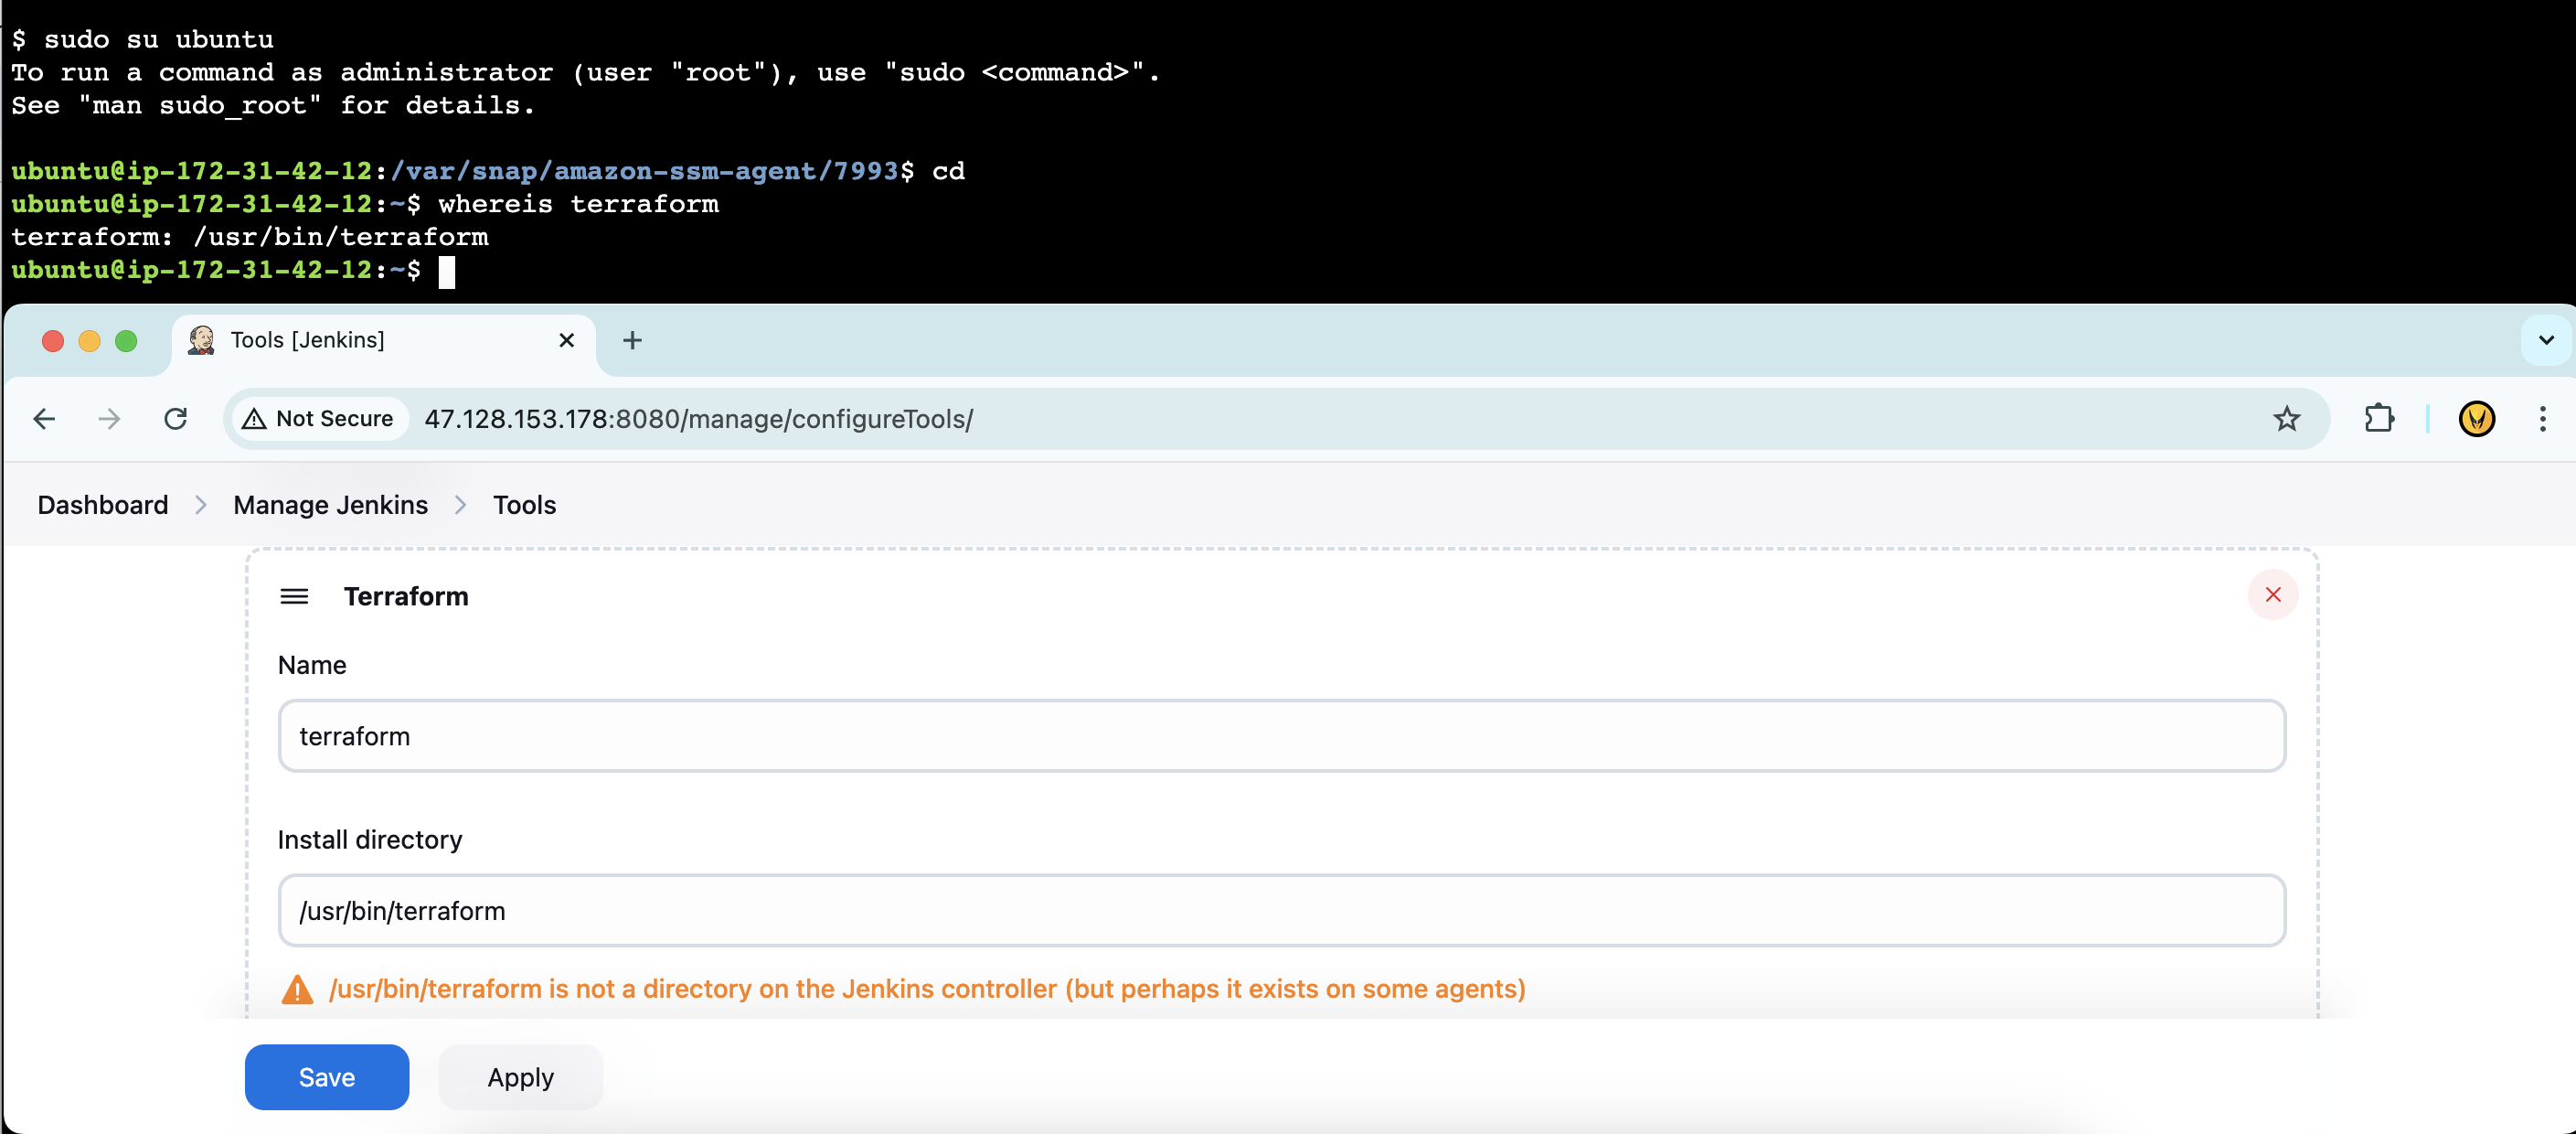 $ sudo su ubuntu
To run a command as administrator (user "root"), use "sudo <command>".
See "man sudo_root" for details.
ubuntu@ip-172-31-42-12:/var/snap/amazon-ssm-agent/7993$ cd
ubuntu@ip-172-31-42-12:~$ whereis terraform
terraform: /usr/bin/terraform
ubuntu@ip-172-31-42-12:~$
Tools [Jenkins]
Not Secure 47.128.153.178:8080/manage/configureTools/
Dashboard > Manage Jenkins > Tools
Terraform
Name
terraform
Install directory
/usr/bin/terraform
/usr/bin/terraform is not a directory on the Jenkins controller (but perhaps it exists on some agents)
Save Apply